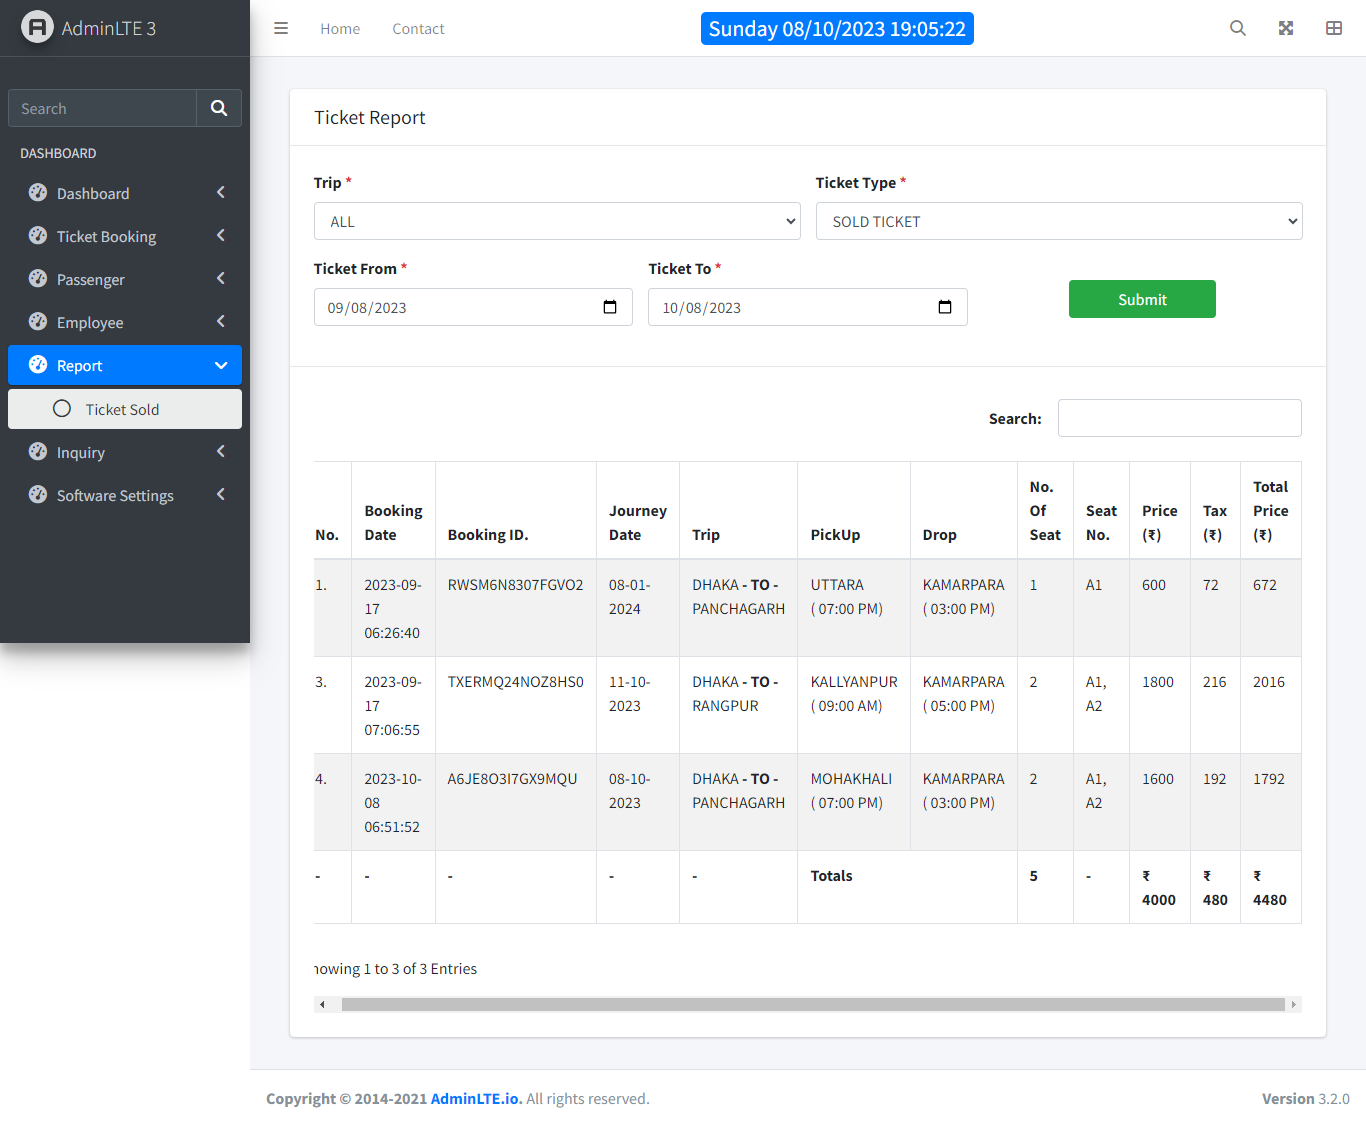 AdminLTE 3
Home
Contact
Sunday 08/10/2023 19:05:22
Search
DASHBOARD
Dashboard
Ticket Booking
Passenger
Employee
Report
Ticket Sold
Inquiry
Software Settings
Ticket Report
Trip *
Ticket Type *
ALL
SOLD TICKET
Ticket From *
Ticket To *
09/08/2023
10/08/2023
Submit
Search:
No.
Booking
Date
Booking ID.
Journey
Date
Trip
PickUp
Drop
No.
Of
Seat
Seat
No.
Price
(₹)
Tax
(₹)
Total
Price
(₹)
1.
2023-09-
17
06:26:40
RWSM6N8307FGVO2
08-01-
2024
DHAKA - TO -
PANCHAGARH
UTTARA
( 07:00 PM)
KAMARPARA
( 03:00 PM)
1
A1
600
72
672
3.
2023-09-
17
07:06:55
TXERMQ24NOZ8HS0
11-10-
2023
DHAKA - TO -
RANGPUR
KALLYANPUR
( 09:00 AM)
KAMARPARA
( 05:00 PM)
2
A1,
A2
1800
216
2016
4.
2023-10-
08
06:51:52
A6JE8O3I7GX9MQU
08-10-
2023
DHAKA - TO -
PANCHAGARH
MOHAKHALI
( 07:00 PM)
KAMARPARA
( 03:00 PM)
2
A1,
A2
1600
192
1792
-
-
-
-
-
Totals
5
-
₹
4000
₹
480
₹
4480
howing 1 to 3 of 3 Entries
Copyright © 2014-2021 AdminLTE.io. All rights reserved.
Version 3.2.0